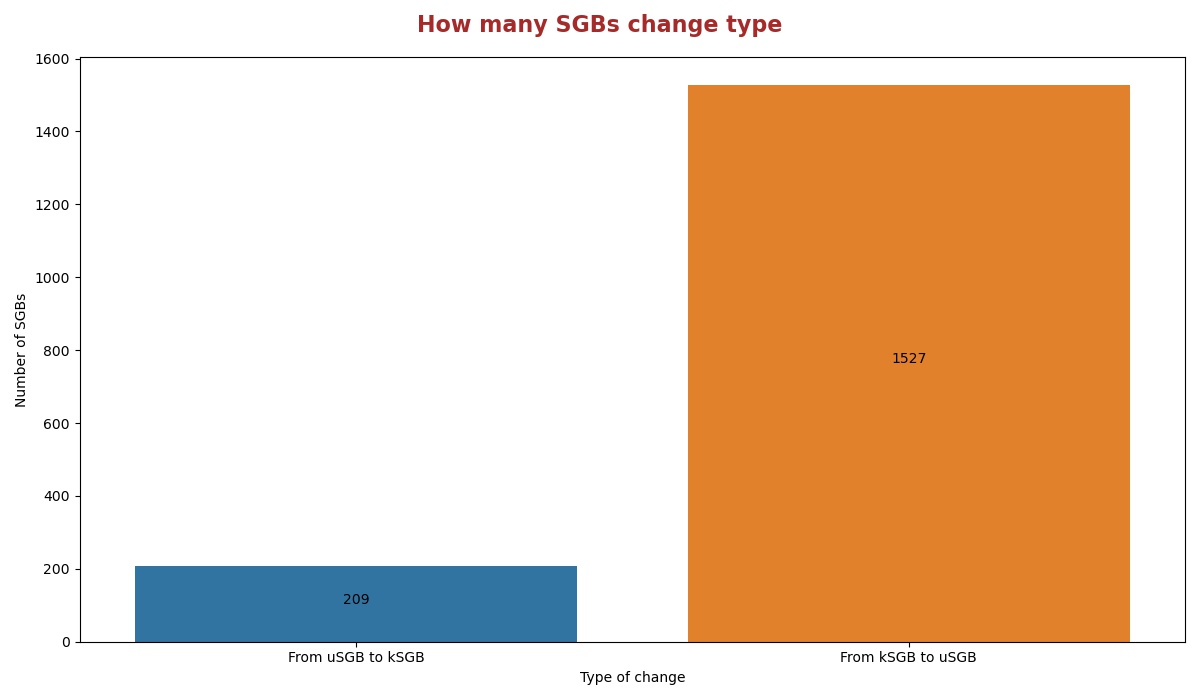 How many SGBs change type
1600
1400
1200
1000
800
600
400
200
0
Number of SGBs
209
1527
From uSGB to kSGB
From kSGB to uSGB
Type of change